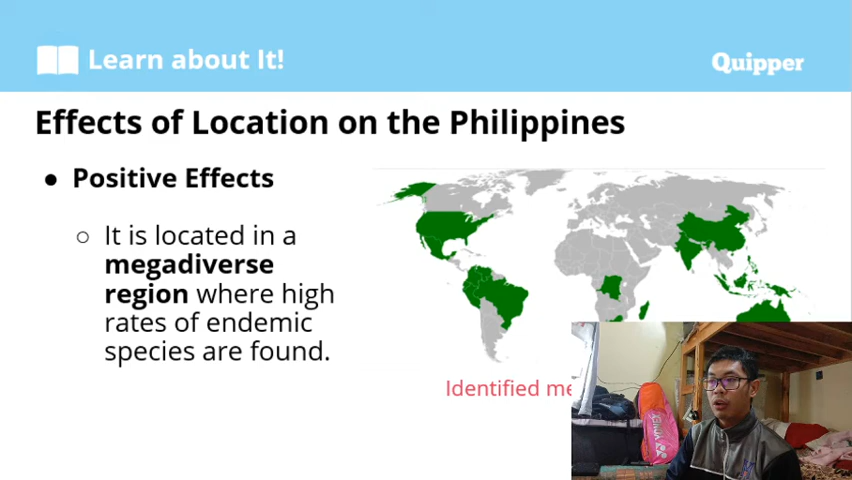 Learn about It!
Quipper
Effects of Location on the Philippines
● Positive Effects
○ It is located in a
megadiverse
region where high
rates of endemic
species are found.
Identified
YONEX